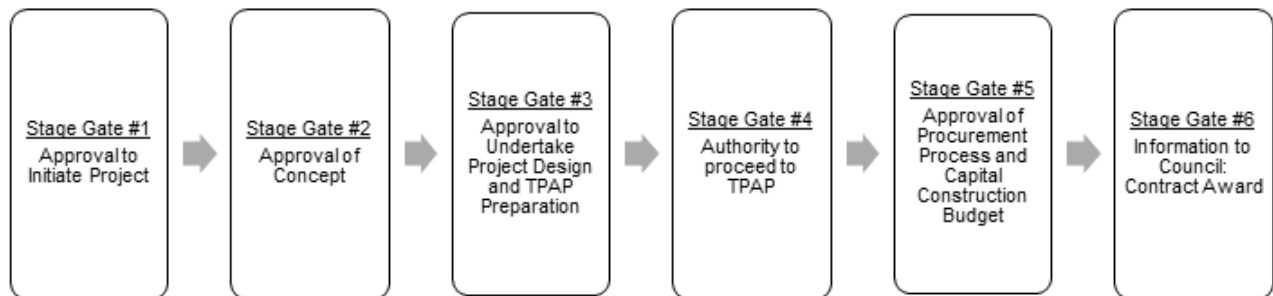 Stage Gate #1
Approval to
Initiate Project
Stage Gate #2
Approval of
Concept
Stage Gate #3
Approval to
Undertake
Project Design
and TPAP
Preparation
Stage Gate #4
Authority to
proceed to
TPAP
Stage Gate #5
Approval of
Procurement
Process and
Capital
Construction
Budget
Stage Gate #6
Information to
Council:
Contract Award